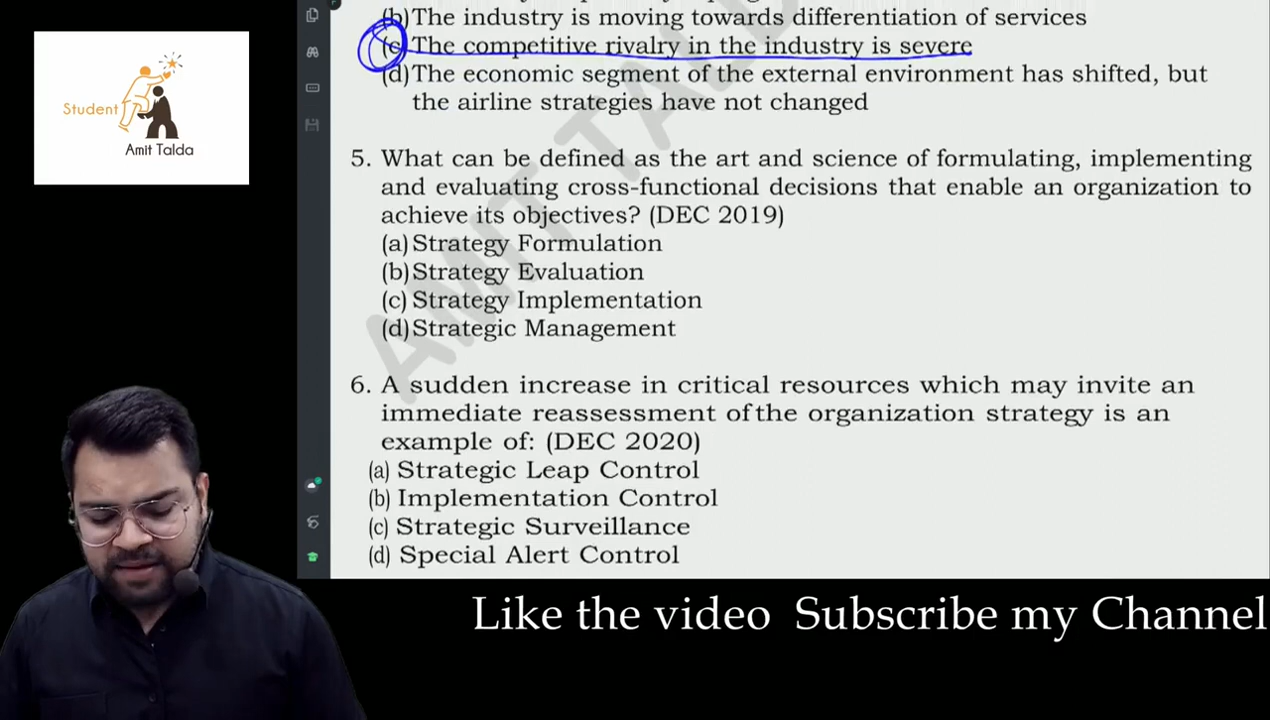 Student
Amit Talda
(b) The industry is moving towards differentiation of services
(c) The competitive rivalry in the industry is severe
(d) The economic segment of the external environment has shifted, but
the airline strategies have not changed
5. What can be defined as the art and science of formulating, implementing
and evaluating cross-functional decisions that enable an organization to
achieve its objectives? (DEC 2019)
(a) Strategy Formulation
(b) Strategy Evaluation
(c) Strategy Implementation
(d) Strategic Management
6. A sudden increase in critical resources which may invite an
immediate reassessment of the organization strategy is an
example of: (DEC 2020)
(a) Strategic Leap Control
(b) Implementation Control
(c) Strategic Surveillance
(d) Special Alert Control
AMIT TALD
Like the video Subscribe my Channel